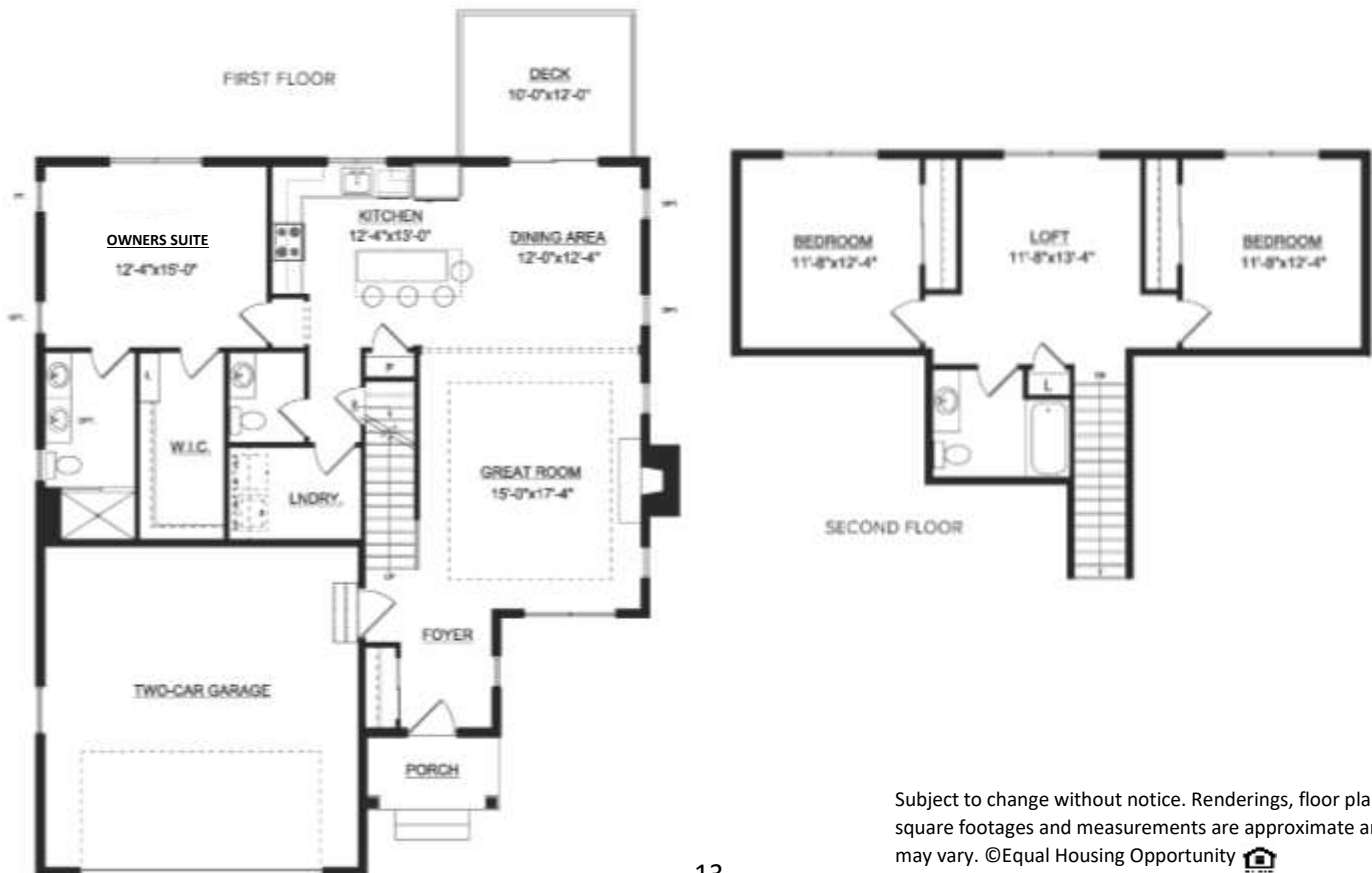 FIRST FLOOR
DECK
10'-0"x12'-0"
OWNERS SUITE
12'-4"x15'-0"
KITCHEN
12'-4"x13'-0"
DINING AREA
12'-0"x12'-4"
P
L
W.I.C.
LNDRY.
GREAT ROOM
15'-0"x17'-4"
UP
FOYER
TWO-CAR GARAGE
PORCH
BEDROOM
11'-8"x12'-4"
LOFT
11'-8"x13'-4"
BEDROOM
11'-8"x12'-4"
L
SECOND FLOOR
Subject to change without notice. Renderings, floor pla
square footages and measurements are approximate a
may vary. ©Equal Housing Opportunity
13